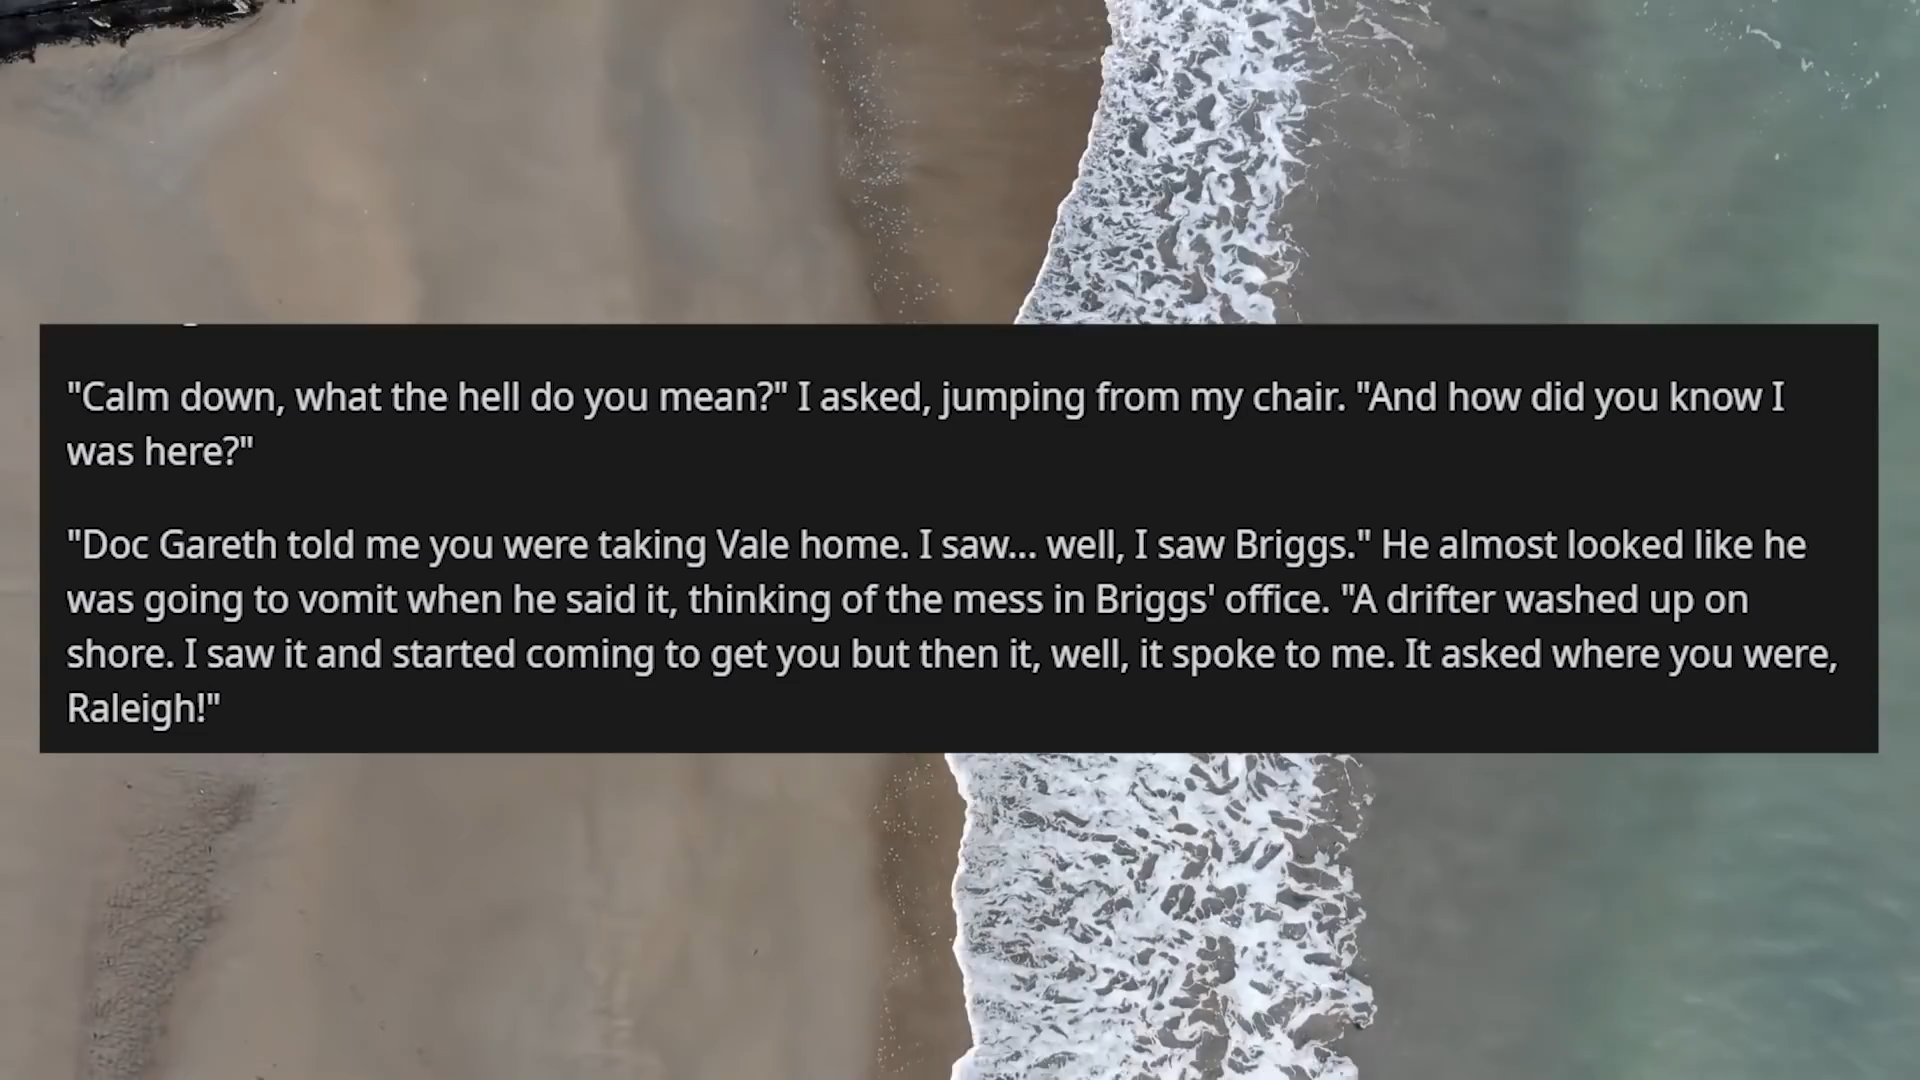 "Calm down, what the hell do you mean?" I asked, jumping from my chair. "And how did you know I
was here?"
"Doc Gareth told me you were taking Vale home. I saw... well, I saw Briggs." He almost looked like he
was going to vomit when he said it, thinking of the mess in Briggs' office. "A drifter washed up on
shore. I saw it and started coming to get you but then it, well, it spoke to me. It asked where you were,
Raleigh!"